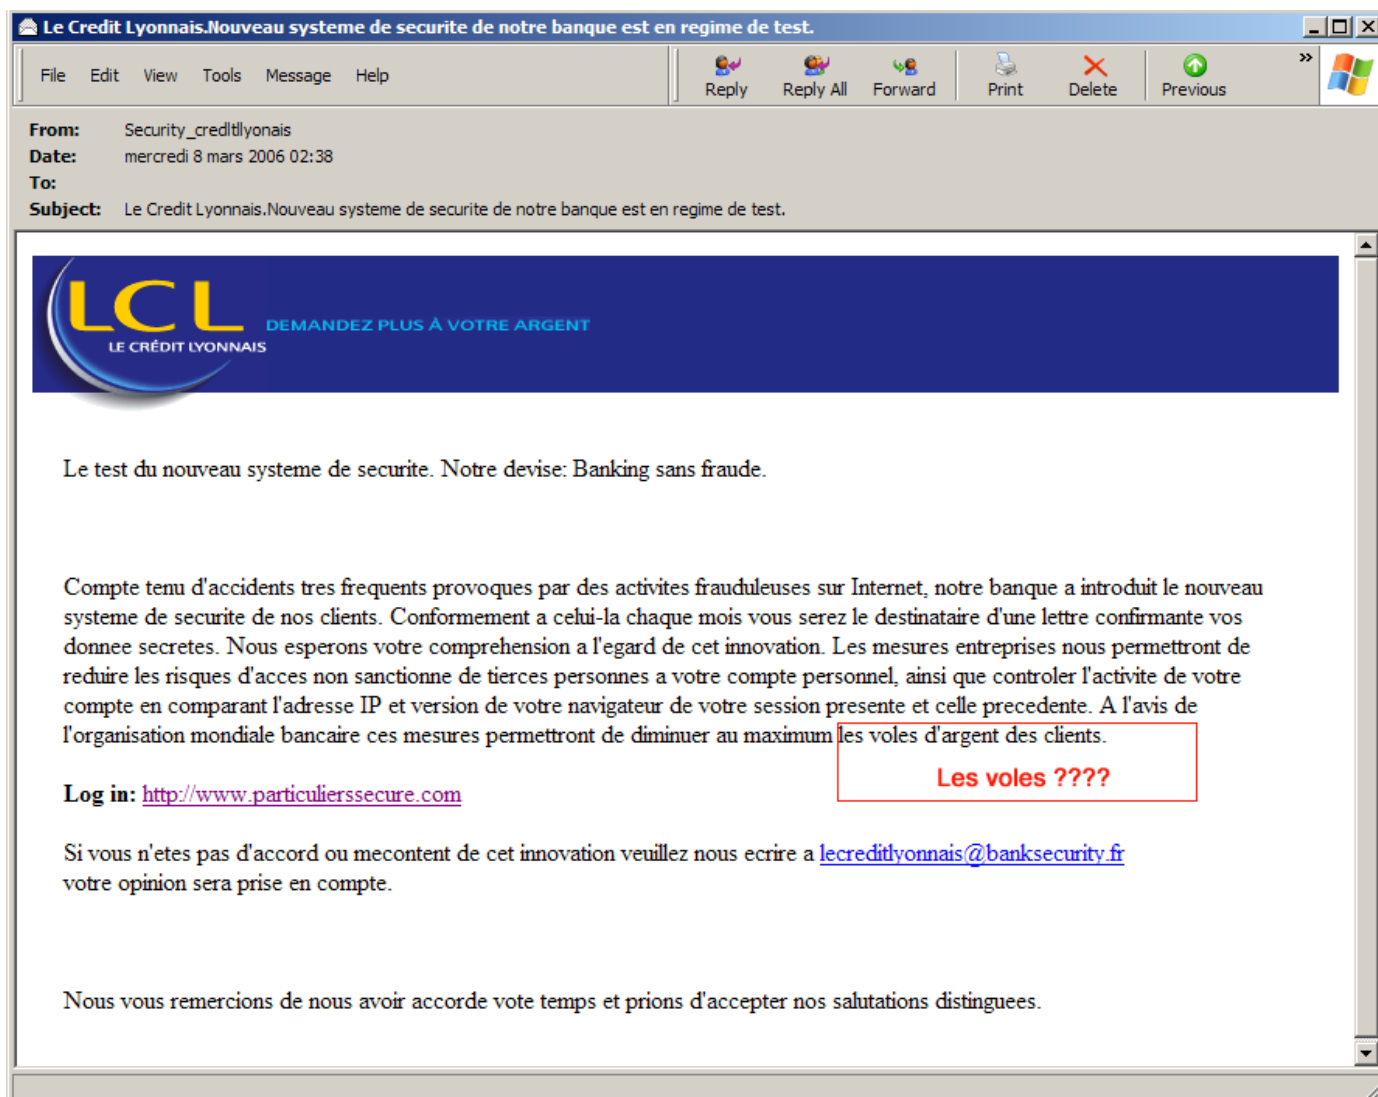 Le Credit Lyonnais.Nouveau systeme de securite de notre banque est en regime de test.
File Edit View Tools Message Help
Reply Reply All Forward Print Delete Previous »
From: Security_credltllyonais
Date: mercredi 8 mars 2006 02:38
To:
Subject: Le Credit Lyonnais.Nouveau systeme de securite de notre banque est en regime de test.
LCL
LE CRÉDIT LYONNAIS
DEMANDEZ PLUS À VOTRE ARGENT
Le test du nouveau systeme de securite. Notre devise: Banking sans fraude.
Compte tenu d'accidents tres frequents provoques par des activites frauduleuses sur Internet, notre banque a introduit le nouveau
systeme de securite de nos clients. Conformement a celui-la chaque mois vous serez le destinataire d'une lettre confirmante vos
donnee secretes. Nous esperons votre comprehension a l'egard de cet innovation. Les mesures entreprises nous permettront de
reduire les risques d'acces non sanctionne de tierces personnes a votre compte personnel, ainsi que controler l'activite de votre
compte en comparant l'adresse IP et version de votre navigateur de votre session presente et celle precedente. A l'avis de
l'organisation mondiale bancaire ces mesures permettront de diminuer au maximum les voles d'argent des clients.
Les voles ????
Log in: http://www.particulierssecure.com
Si vous n'etes pas d'accord ou mecontent de cet innovation veuillez nous ecrire a lecreditlyonnais@banksecurity.fr
votre opinion sera prise en compte.
Nous vous remercions de nous avoir accorde vote temps et prions d'accepter nos salutations distinguees.